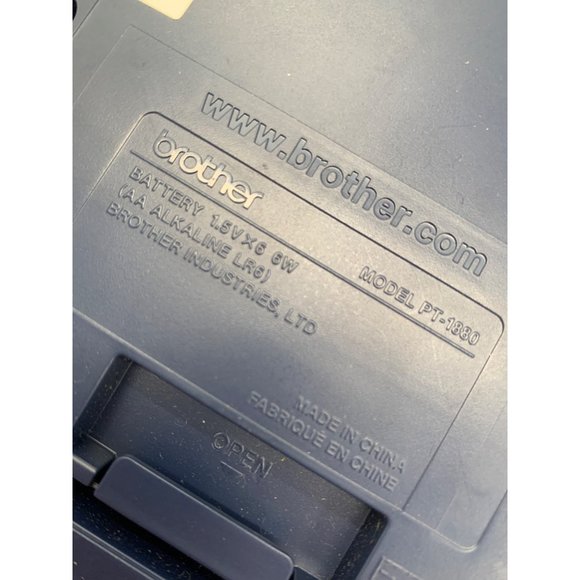 www.brother.com
brother
MODEL PT-1880
BATTERY 1.5V×6 6W
(AA ALKALINE LR6)
BROTHER INDUSTRIES, LTD
MADE IN CHINA
FABRIQUE EN CHINE
OPEN